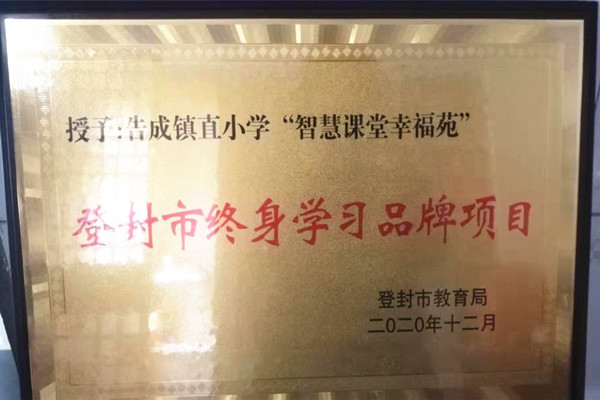 授予:告成镇直小学“智慧课堂幸福苑”
登封市终身学习品牌项目
登封市教育局
二〇二〇年十二月